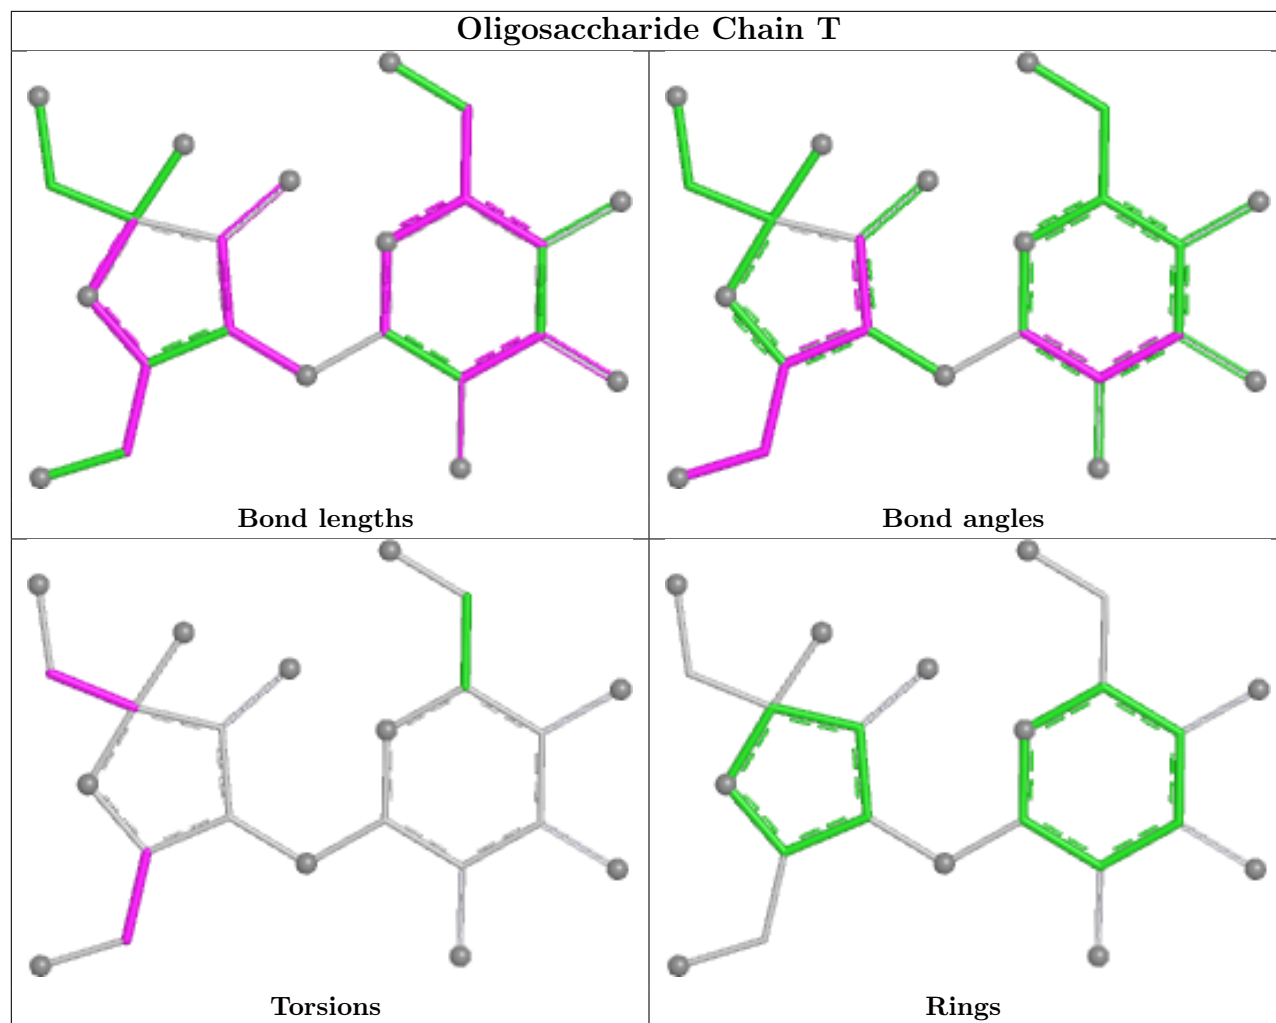 Oligosaccharide Chain T
Bond lengths
Bond angles
Torsions
Rings